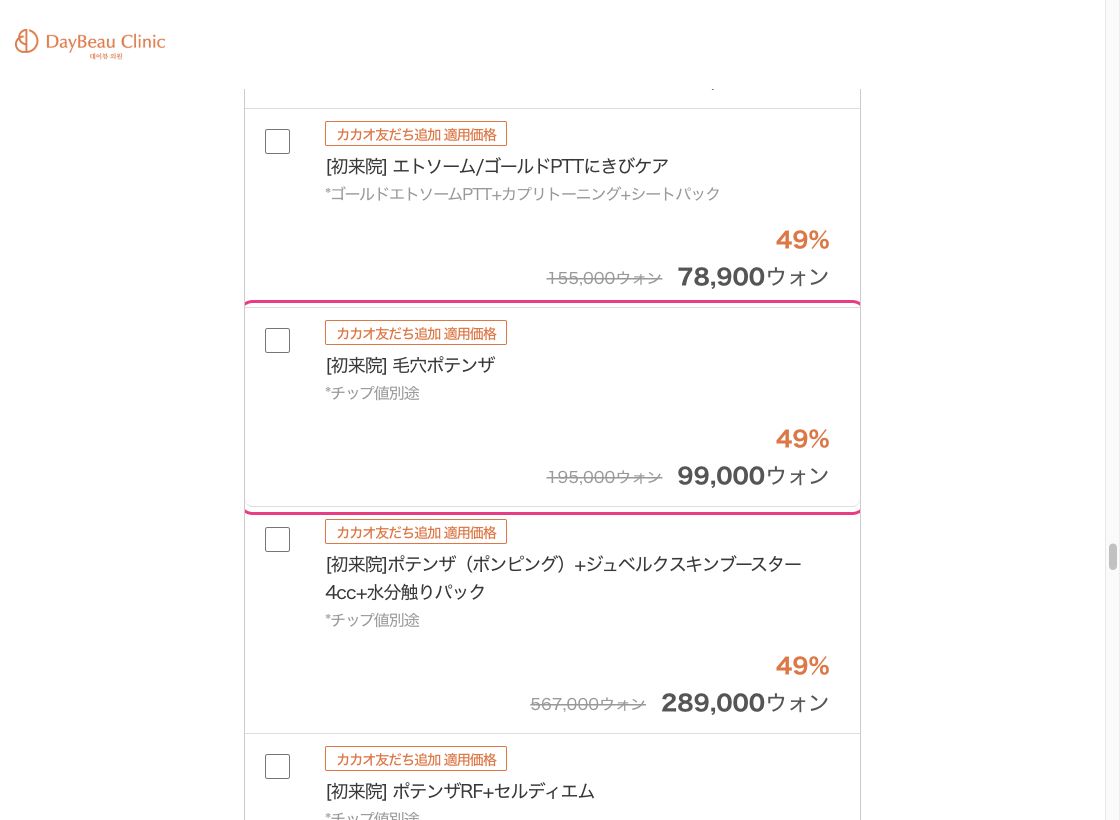 DayBeau Clinic
데이뷰 의원
カカオ友だち追加 適用価格
[初来院] エトソーム/ゴールドPTTにきびケア
*ゴールドエトソームPTT+カプリトーニング+シートパック
49%
155,000ウォン 78,900ウォン
カカオ友だち追加 適用価格
[初来院] 毛穴ポテンザ
*チップ値別途
49%
195,000ウォン 99,000ウォン
カカオ友だち追加 適用価格
[初来院]ポテンザ（ポンピング）+ジュベルクスキンブースター
4cc+水分触りパック
*チップ値別途
49%
567,000ウォン 289,000ウォン
カカオ友だち追加 適用価格
[初来院] ポテンザRF+セルディエム
*チップ値別途